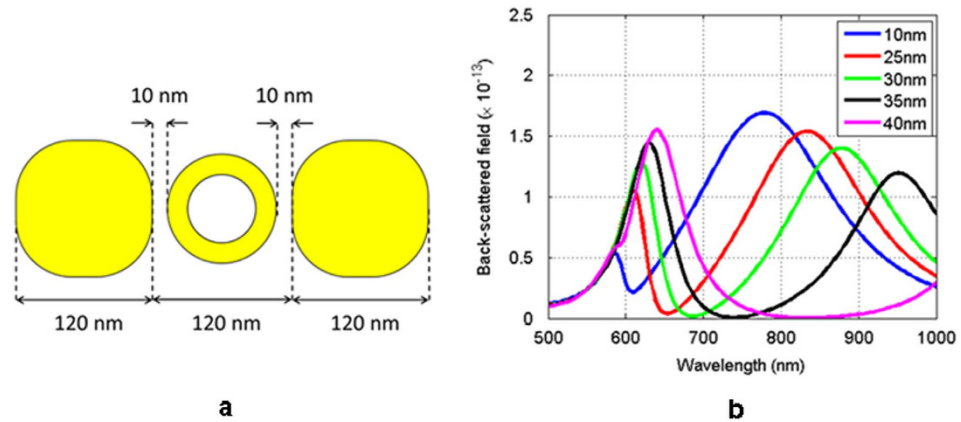 10 nm
10 nm
120 nm
120 nm
120 nm
a
Back-scattered field (× 10⁻¹³)
2.5
2
1.5
1
0.5
0
500
600
700
800
900
1000
Wavelength (nm)
10nm
25nm
30nm
35nm
40nm
b